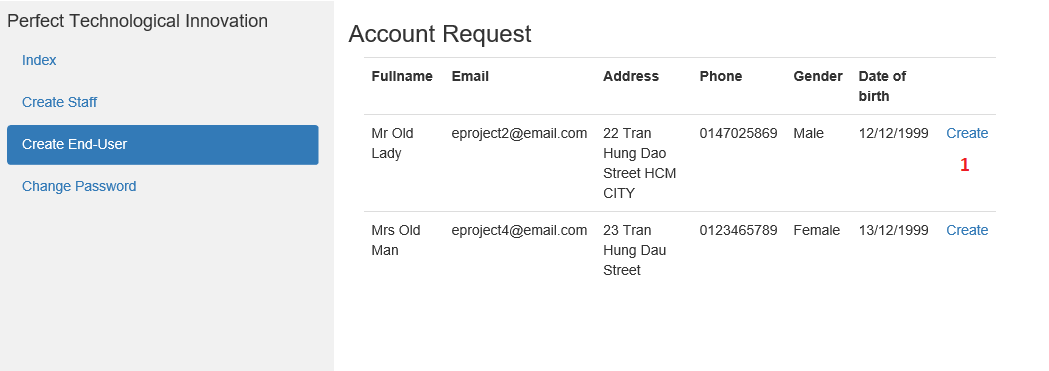 Perfect Technological Innovation
Index
Create Staff
Create End-User
Change Password
Account Request
Fullname Email Address Phone Gender Date of
birth
Mr Old eproject2@email.com 22 Tran 0147025869 Male 12/12/1999 Create
Lady Hung Dao
Street HCM
CITY
1
Mrs Old eproject4@email.com 23 Tran 0123465789 Female 13/12/1999 Create
Man Hung Dau
Street